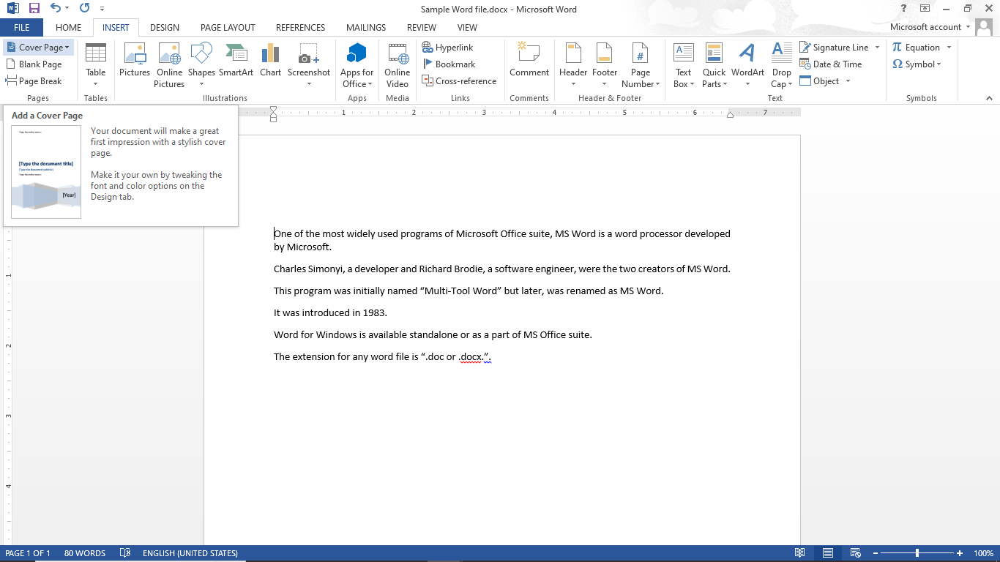 Sample Word file.docx - Microsoft Word
?
FILE HOME INSERT DESIGN PAGE LAYOUT REFERENCES MAILINGS REVIEW VIEW Microsoft account
Cover Page
Blank Page
Page Break
Pages
Table
Tables
Pictures
Online
Pictures
Shapes
SmartArt
Chart
Screenshot
Illustrations
Apps for
Office
Apps
Online
Video
Media
Hyperlink
Bookmark
Cross-reference
Links
Comment
Comments
Header
Footer
#
Page
Number
Header & Footer
A
Text
Box
Quick
Parts
A
WordArt
A
Drop
Cap
Signature Line
Date & Time
Object
Text
π Equation
Ω Symbol
Symbols
1 2 3 4 5 6 7
Add a Cover Page
[Type the document title]
[Type the document subtitle]
[Year]
Your document will make a great
first impression with a stylish cover
page.
Make it your own by tweaking the
font and color options on the
Design tab.
1
2
3
4
One of the most widely used programs of Microsoft Office suite, MS Word is a word processor developed
by Microsoft.
Charles Simonyi, a developer and Richard Brodie, a software engineer, were the two creators of MS Word.
This program was initially named “Multi-Tool Word” but later, was renamed as MS Word.
It was introduced in 1983.
Word for Windows is available standalone or as a part of MS Office suite.
The extension for any word file is “.doc or .docx.”.
PAGE 1 OF 1 80 WORDS ENGLISH (UNITED STATES) 100%